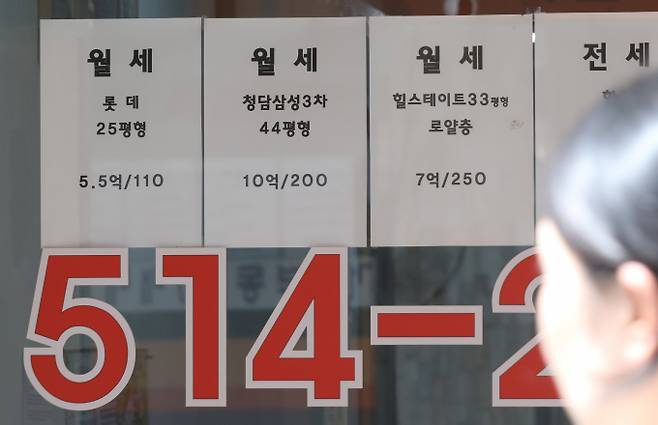 월 세
롯 데
25평형
5.5억/110
월 세
청담삼성3차
44평형
10억/200
월 세
힐스테이트33평형
로얄층
7억/250
전 세
514-2